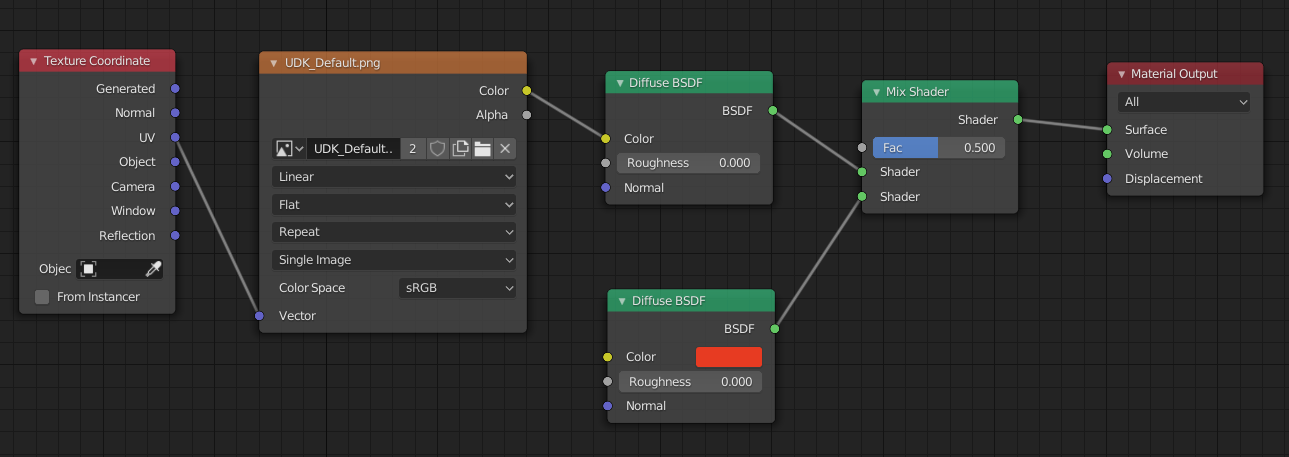 Texture Coordinate
Generated
Normal
UV
Object
Camera
Window
Reflection
Objec
From Instancer
UDK_Default.png
Color
Alpha
UDK_Default.. 2
Linear
Flat
Repeat
Single Image
Color Space sRGB
Vector
Diffuse BSDF
BSDF
Color
Roughness 0.000
Normal
Diffuse BSDF
BSDF
Color
Roughness 0.000
Normal
Mix Shader
Shader
Fac 0.500
Shader
Shader
Material Output
All
Surface
Volume
Displacement